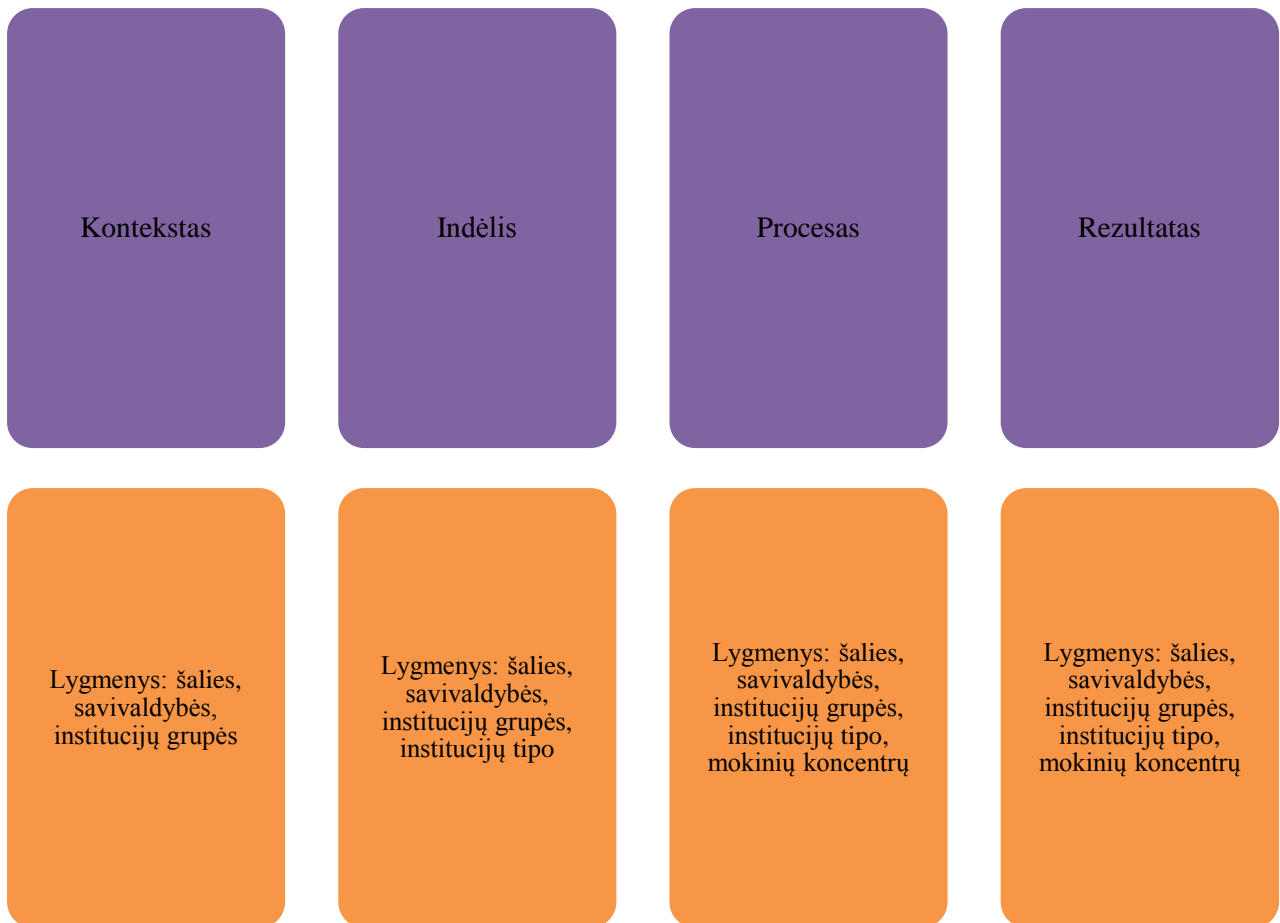 Kontekstas
Indėlis
Procesas
Rezultatas
Lygmenys: šalies,
savivaldybės,
institucijų grupės
Lygmenys: šalies,
savivaldybės,
institucijų grupės,
institucijų tipo
Lygmenys: šalies,
savivaldybės,
institucijų grupės,
institucijų tipo,
mokinių koncentrų
Lygmenys: šalies,
savivaldybės,
institucijų grupės,
institucijų tipo,
mokinių koncentrų